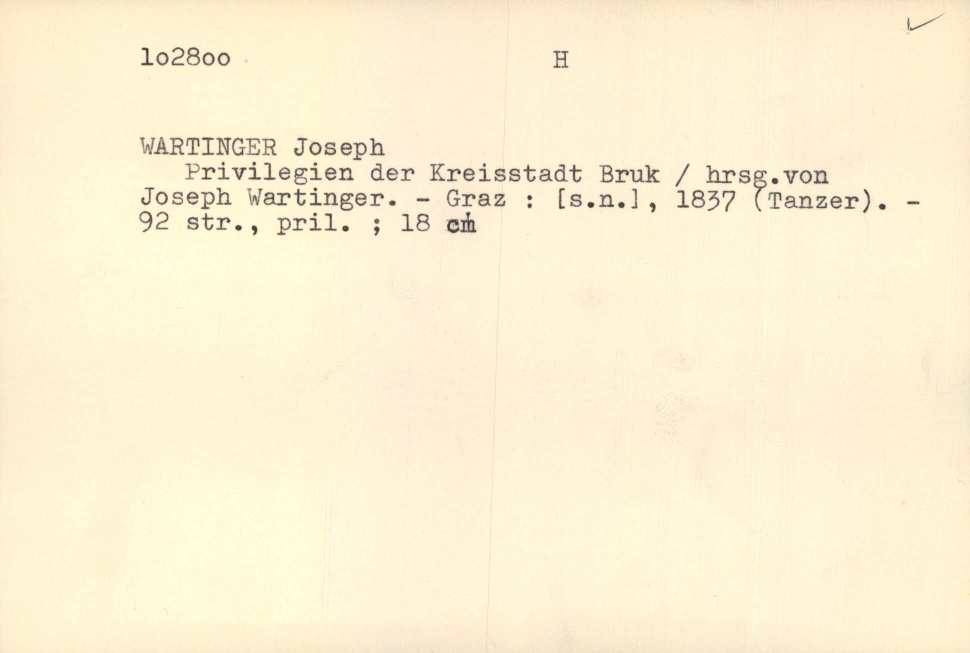 lo28oo H
WARTINGER Joseph
Privilegien der Kreisstadt Bruk / hrsg.von
Joseph Wartinger. - Graz : [s.n.], 1837 (Tanzer). -
92 str., pril. ; 18 cm